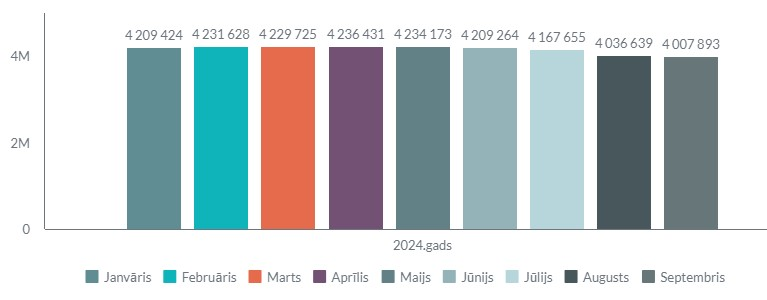 4 209 424 4 231 628 4 229 725 4 236 431 4 234 173 4 209 264 4 167 655 4 036 639 4 007 893
4M
2M
0
2024.gads
Janvāris Februāris Marts Aprīlis Maijs Jūnijs Jūlijs Augusts Septembris